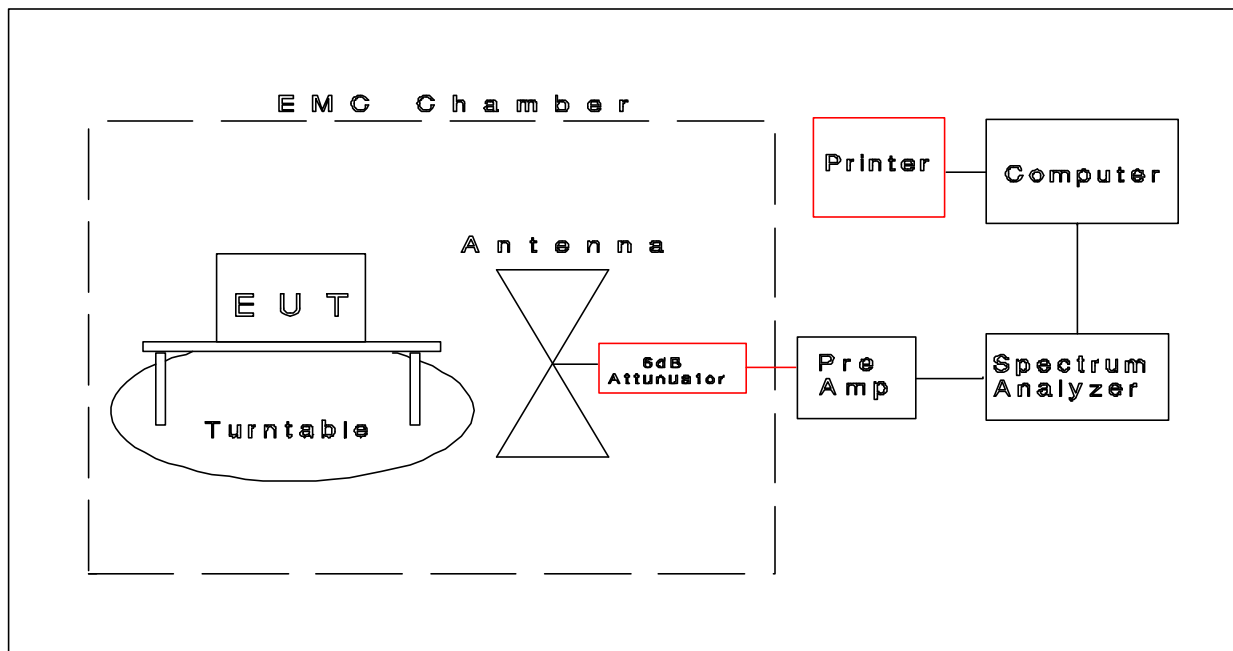 EMC Chamber
Printer
Computer
Antenna
EUT
6dB
Attunuator
Pre
Amp
Spectrum
Analyzer
Turntable